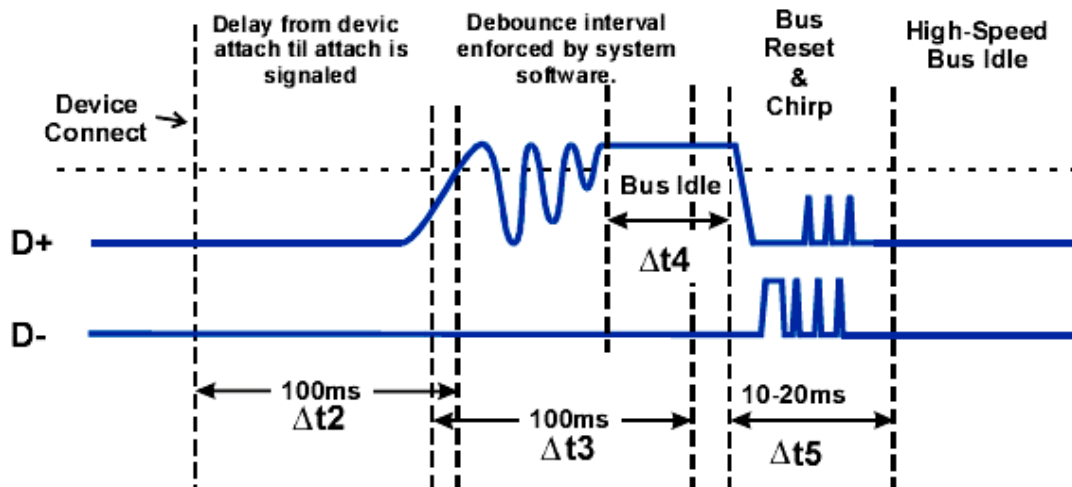 Delay from devic
attach til attach is
signaled
Debounce interval
enforced by system
software.
Bus
Reset
&
Chirp
High-Speed
Bus Idle
Device
Connect
Bus Idle
D+
Δt4
D-
100ms
Δt2
100ms
Δt3
10-20ms
Δt5